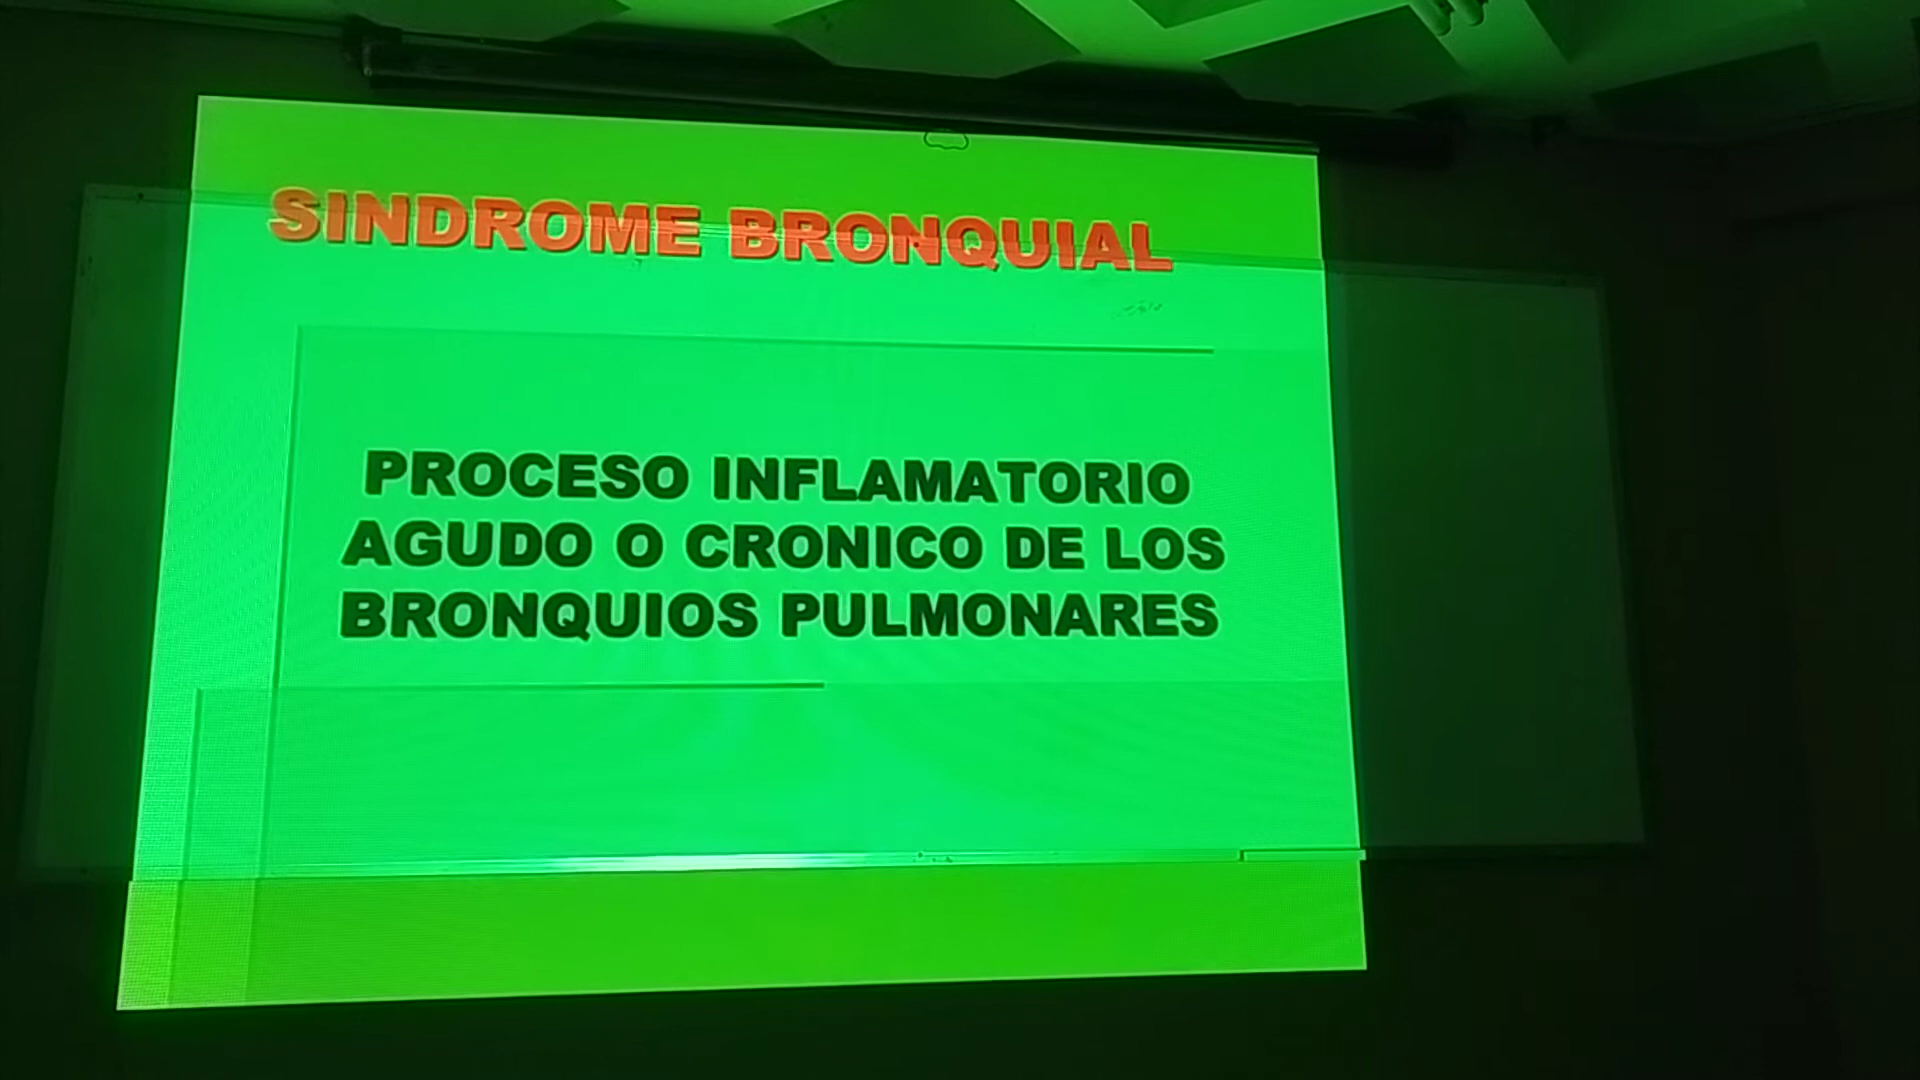 SINDROME BRONQUIAL
PROCESO INFLAMATORIO
AGUDO O CRONICO DE LOS
BRONQUIOS PULMONARES